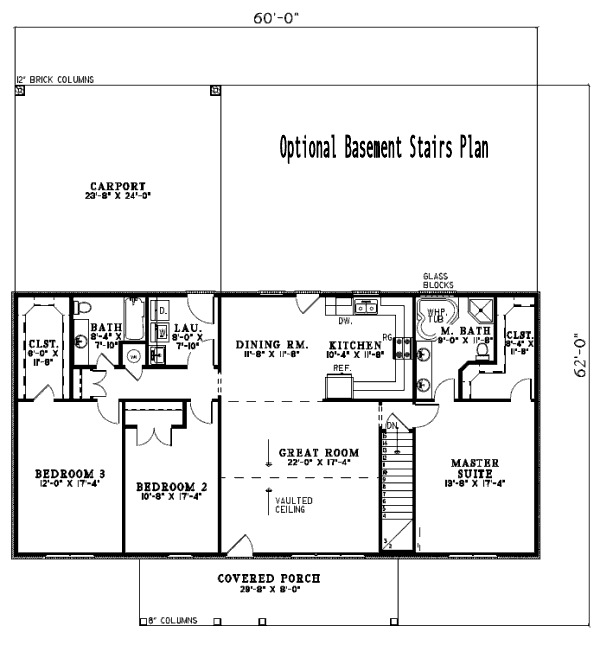 60'-0"
12" BRICK COLUMNS
Optional Basement Stairs Plan
CARPORT
23'-8" X 24'-0"
GLASS
BLOCKS
D.
W
BATH
8'-4" X
7'-10"
LAU.
8'-0" X
7'-10"
WH
CLST.
6'-0" X
11'-8"
DINING RM.
11'-8" X 11'-8"
DW.
KITCHEN
10'-4" X 11'-8"
RG.
REF.
WHP.
TUB
M. BATH
9'-0" X 11'-8"
CLST.
8'-4" X
11'-8"
62'-0"
DN.
GREAT ROOM
22'-0" X 17'-4"
VAULTED
CEILING
BEDROOM 3
12'-0" X 17'-4"
BEDROOM 2
10'-8" X 17'-4"
MASTER
SUITE
13'-8" X 17'-4"
3
2
COVERED PORCH
29'-8" X 8'-0"
8" COLUMNS